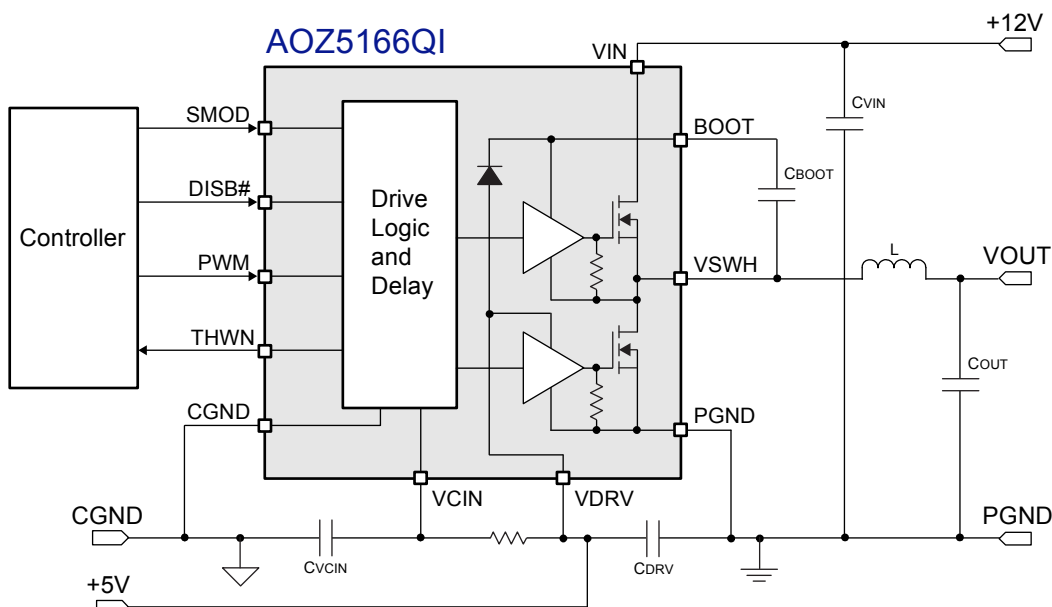 +12V
AOZ5166QI
VIN
CVIN
SMOD
BOOT
CBOOT
DISB#
Drive
Logic
and
Delay
Controller
L
PWM
VSWH
VOUT
THWN
COUT
CGND
PGND
VCIN
VDRV
CGND
PGND
CVCIN
CDRV
+5V